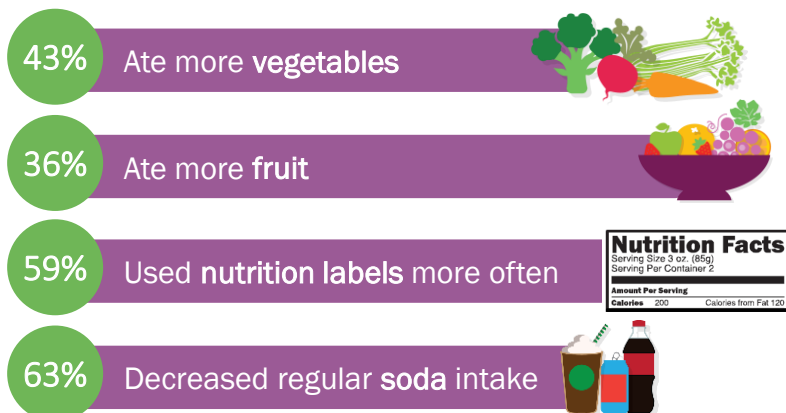 43% Ate more vegetables
36% Ate more fruit
59% Used nutrition labels more often
Nutrition Facts
Serving Size 3 oz. (85g)
Serving Per Container 2
Amount Per Serving
Calories 200 Calories from Fat 120
63% Decreased regular soda intake